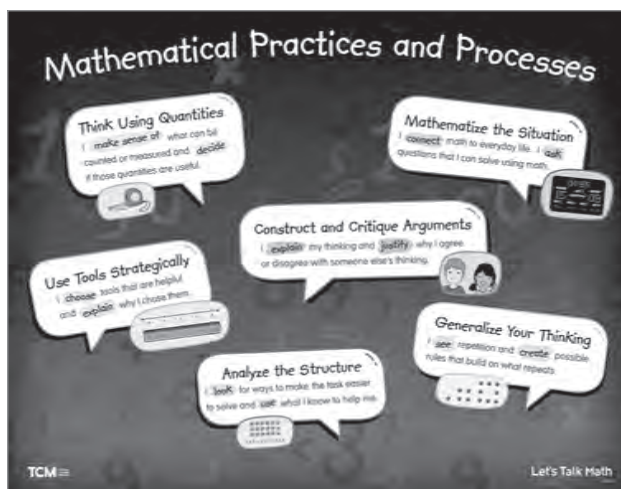 Mathematical Practices and Processes
Think Using Quantities
I make sense of what can be
counted or measured and decide
if those quantities are useful.
Mathematize the Situation
I connect math to everyday life. I ask
questions that I can solve using math.
Construct and Critique Arguments
I explain my thinking and justify why I agree
or disagree with someone else's thinking.
Use Tools Strategically
I choose tools that are helpful
and explain why I chose them.
Generalize Your Thinking
I see repetition and create possible
rules that build on what repeats.
Analyze the Structure
I look for ways to make the task easier
to solve and use what I know to help me.
TCM
Let's Talk Math